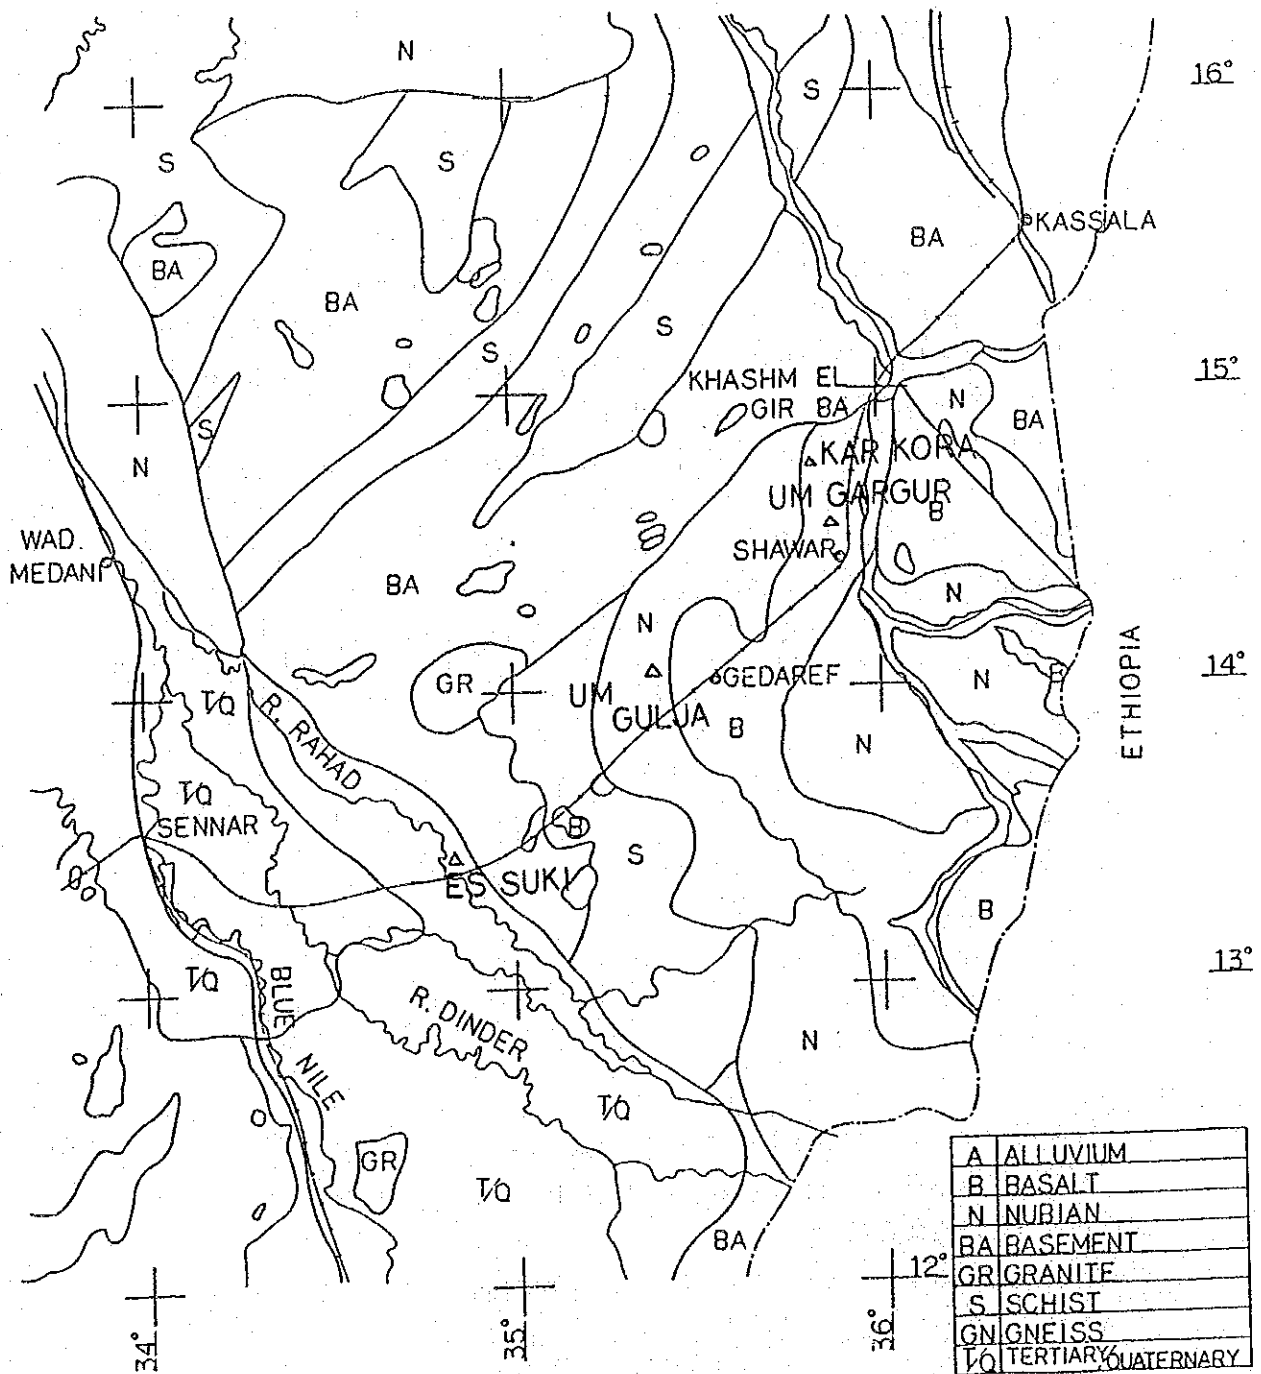 N
16°
S
S
S
KASSALA
BA
BA
BA
S
S
15°
KHASHM EL
GIR BA
N
BA
S
N
KAR KORA
UM GARGUR
B
WAD.
MEDANI
SHAWAR
BA
N
N
ETHIOPIA
14°
GR
GEDAREF
N
B
T/Q
UM
GULJA
B
N
R. RAHAD
T/Q
SENNAR
B
S
ES SUKI
B
13°
T/Q
BLUE
NILE
R. DINDER
N
T/Q
GR
T/Q
BA
12°
34°
35°
36°
A ALLUVIUM
B BASALT
N NUBIAN
BA BASEMENT
GR GRANITE
S SCHIST
GN GNEISS
T/Q TERTIARY/QUATERNARY